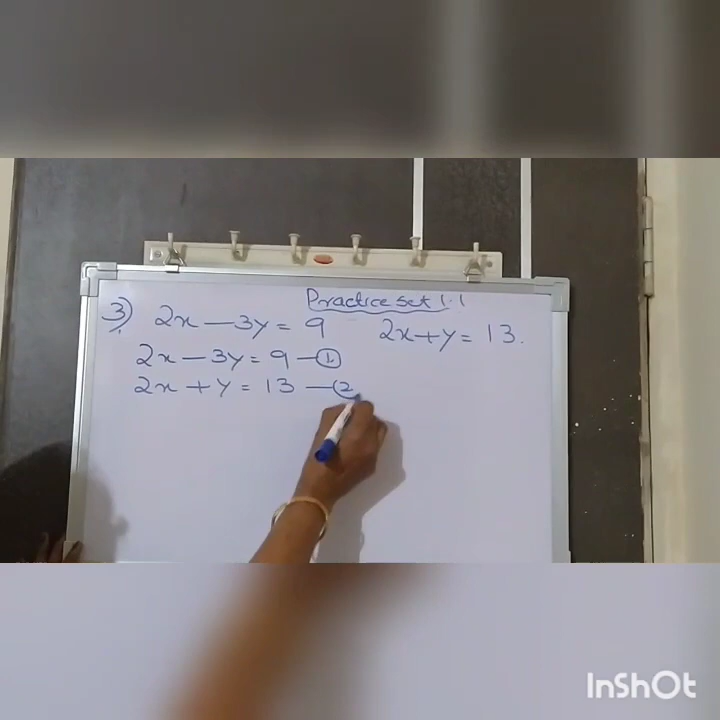 Practice set 1.1
3) 2x – 3y = 9 2x+y = 13.
2x – 3y = 9 – ①
2x + y = 13 – (2
InShOt